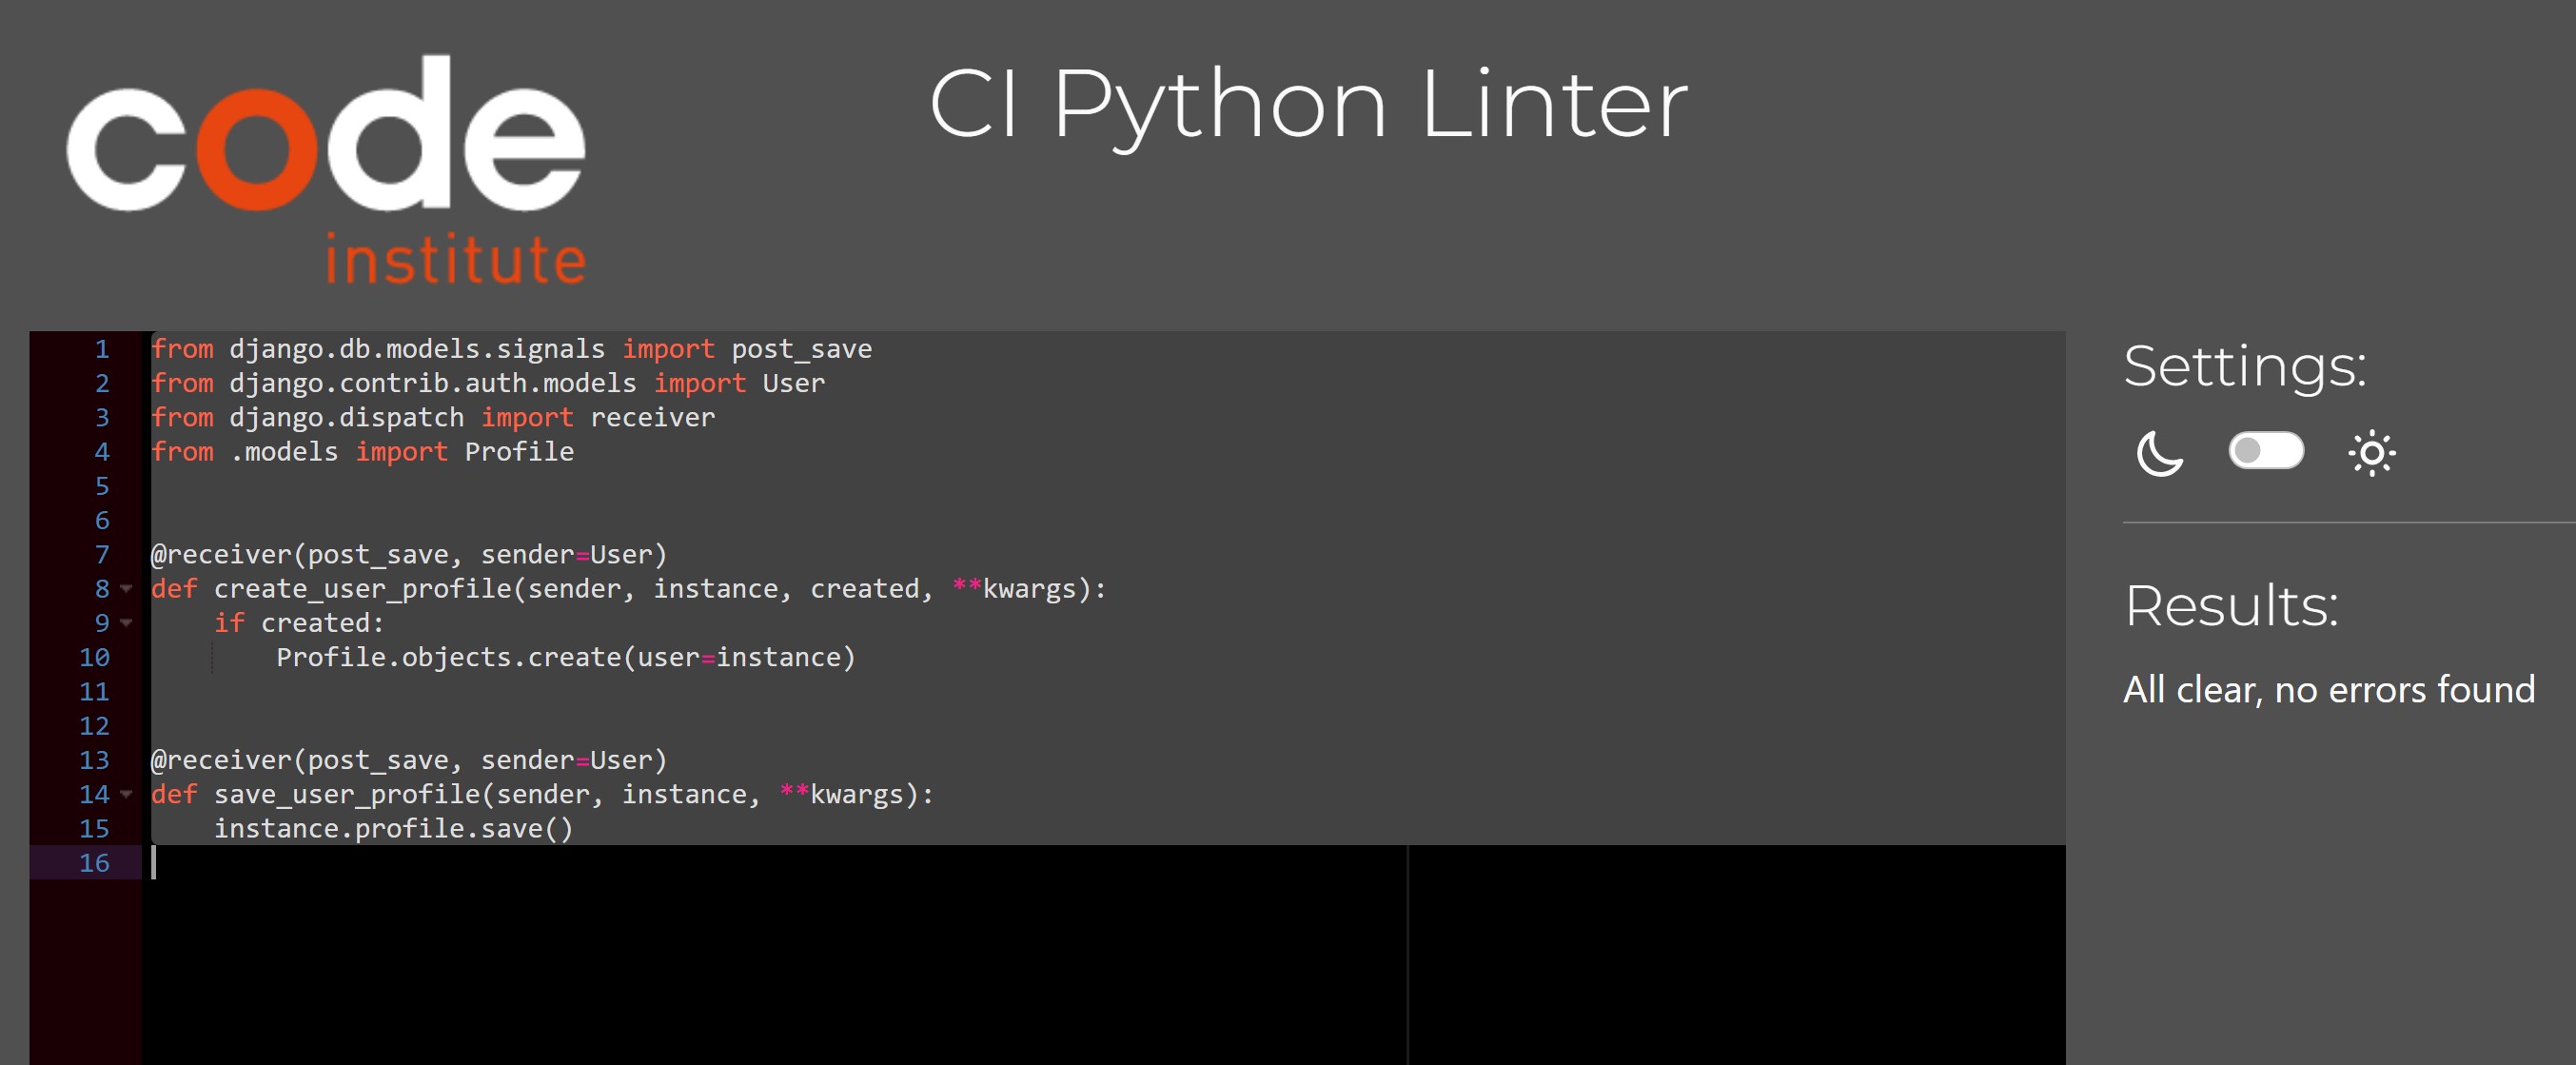 code
institute
CI Python Linter
1 from django.db.models.signals import post_save
2 from django.contrib.auth.models import User
3 from django.dispatch import receiver
4 from .models import Profile
5
6
7 @receiver(post_save, sender=User)
8 def create_user_profile(sender, instance, created, **kwargs):
9     if created:
10         Profile.objects.create(user=instance)
11
12
13 @receiver(post_save, sender=User)
14 def save_user_profile(sender, instance, **kwargs):
15     instance.profile.save()
16
Settings:
Results:
All clear, no errors found